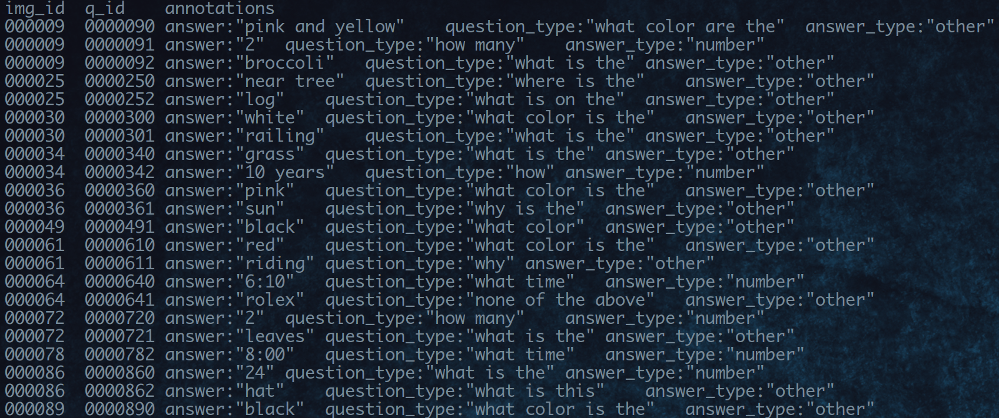 img_id  q_id    annotations
000009  0000090 answer:"pink and yellow"    question_type:"what color are the"  answer_type:"other"
000009  0000091 answer:"2"  question_type:"how many"    answer_type:"number"
000009  0000092 answer:"broccoli"   question_type:"what is the" answer_type:"other"
000025  0000250 answer:"near tree"  question_type:"where is the"    answer_type:"other"
000025  0000252 answer:"log"    question_type:"what is on the"  answer_type:"other"
000030  0000300 answer:"white"  question_type:"what color is the"   answer_type:"other"
000030  0000301 answer:"railing"    question_type:"what is the" answer_type:"other"
000034  0000340 answer:"grass"  question_type:"what is the" answer_type:"other"
000034  0000342 answer:"10 years"   question_type:"how" answer_type:"number"
000036  0000360 answer:"pink"   question_type:"what color is the"   answer_type:"other"
000036  0000361 answer:"sun"    question_type:"why is the"  answer_type:"other"
000049  0000491 answer:"black"  question_type:"what color"  answer_type:"other"
000061  0000610 answer:"red"    question_type:"what color is the"   answer_type:"other"
000061  0000611 answer:"riding" question_type:"why" answer_type:"other"
000064  0000640 answer:"6:10"   question_type:"what time"   answer_type:"number"
000064  0000641 answer:"rolex"  question_type:"none of the above"   answer_type:"other"
000072  0000720 answer:"2"  question_type:"how many"    answer_type:"number"
000072  0000721 answer:"leaves" question_type:"what is the" answer_type:"other"
000078  0000782 answer:"8:00"   question_type:"what time"   answer_type:"number"
000086  0000860 answer:"24" question_type:"what is the" answer_type:"number"
000086  0000862 answer:"hat"    question_type:"what is this"    answer_type:"other"
000089  0000890 answer:"black"  question_type:"what color is the"   answer_type:"other"